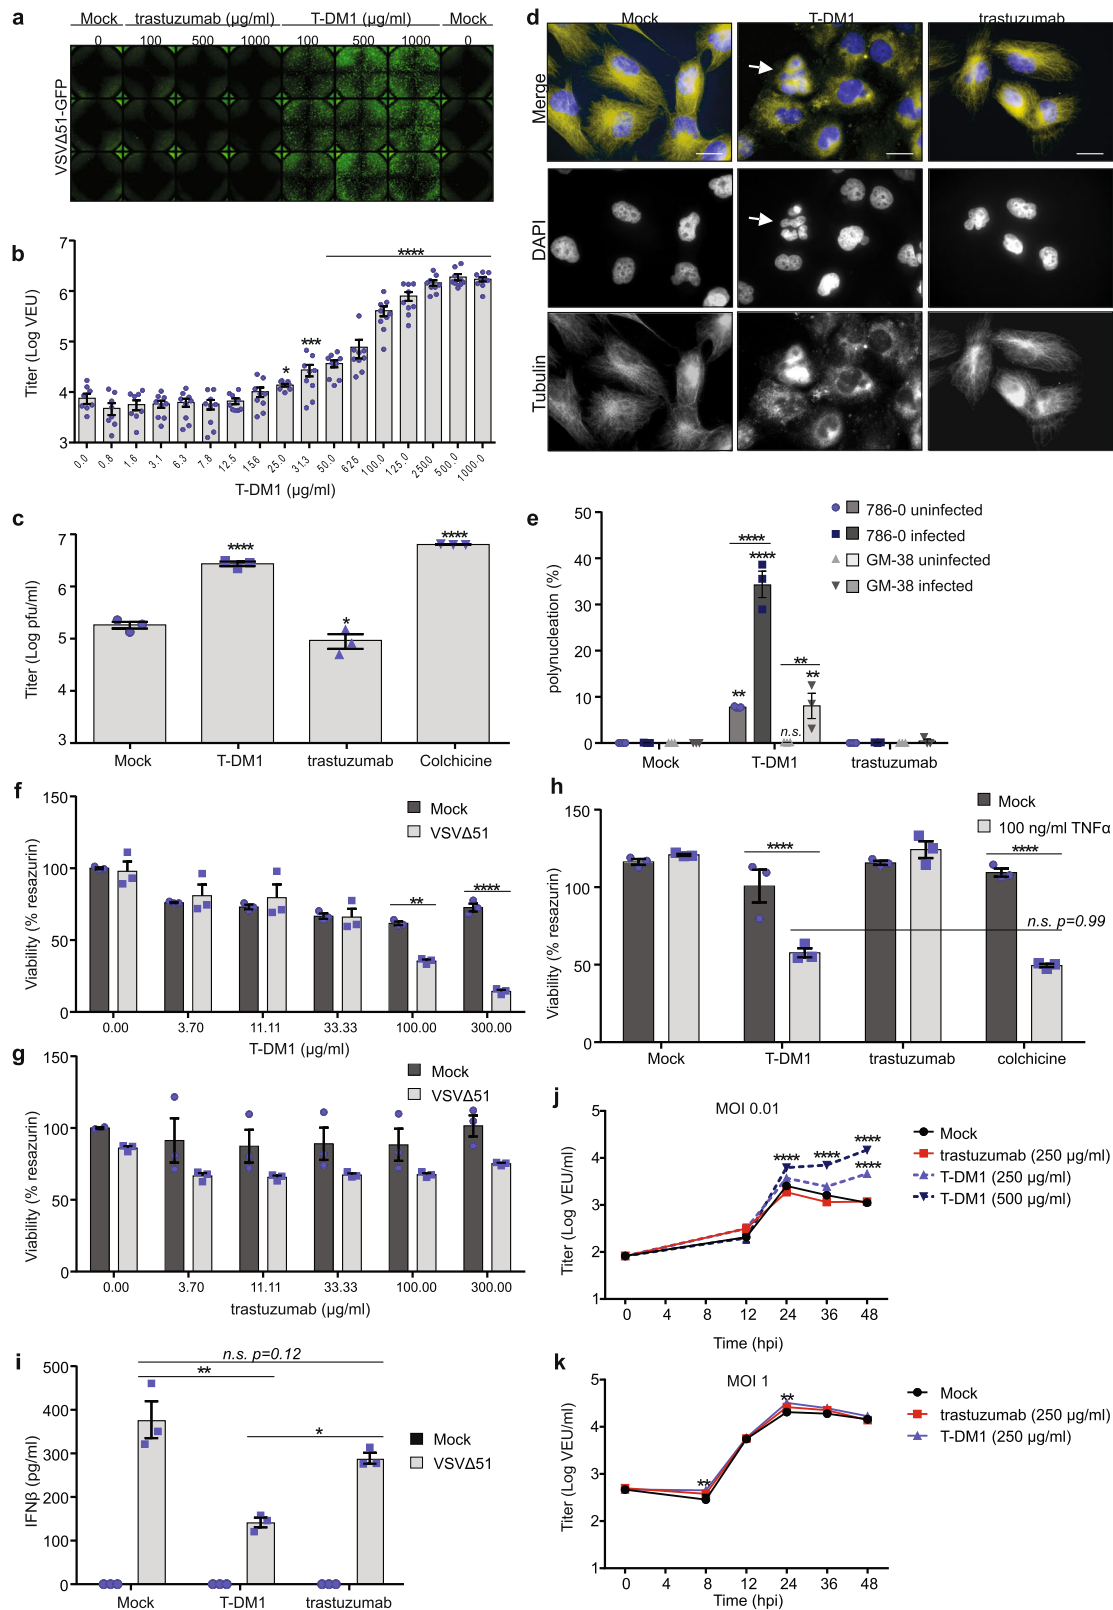 a
Mock trastuzumab (µg/ml) T-DM1 (µg/ml) Mock
0 100 500 1000 100 500 1000 0
VSVΔ51-GFP
b
****
***
*
Titer (Log VEU)
7
6
5
4
3
0.0 0.8 1.6 3.1 6.3 7.8 12.5 15.6 25.0 31.3 50.0 62.5 100.0 125.0 250.0 500.0 1000.0
T-DM1 (µg/ml)
c
**** * ****
Titer (Log pfu/ml)
7
6
5
4
3
Mock T-DM1 trastuzumab Colchicine
d
Mock T-DM1 trastuzumab
Merge
DAPI
Tubulin
e
786-0 uninfected
786-0 infected
GM-38 uninfected
GM-38 infected
polynucleation (%)
50
40
30
20
10
0
****
****
**
n.s.
**
**
Mock T-DM1 trastuzumab
f
Mock
VSVΔ51
Viability (% resazurin)
150
100
50
0
** ****
0.00 3.70 11.11 33.33 100.00 300.00
T-DM1 (µg/ml)
g
Mock
VSVΔ51
Viability (% resazurin)
150
100
50
0
0.00 3.70 11.11 33.33 100.00 300.00
trastuzumab (µg/ml)
h
Mock
100 ng/ml TNFα
Viability (% resazurin)
150
100
50
0
**** ****
n.s. p=0.99
Mock T-DM1 trastuzumab colchicine
i
n.s. p=0.12
**
*
Mock
VSVΔ51
IFNβ (pg/ml)
500
400
300
200
100
0
Mock T-DM1 trastuzumab
j
MOI 0.01
Mock
trastuzumab (250 µg/ml)
T-DM1 (250 µg/ml)
T-DM1 (500 µg/ml)
Titer (Log VEU/ml)
5
4
3
2
1
**** **** ****
****
0 4 8 12 24 36 48
Time (hpi)
k
MOI 1
Mock
trastuzumab (250 µg/ml)
T-DM1 (250 µg/ml)
Titer (Log VEU/ml)
5
4
3
2
1
** **
0 4 8 12 24 36 48
Time (hpi)